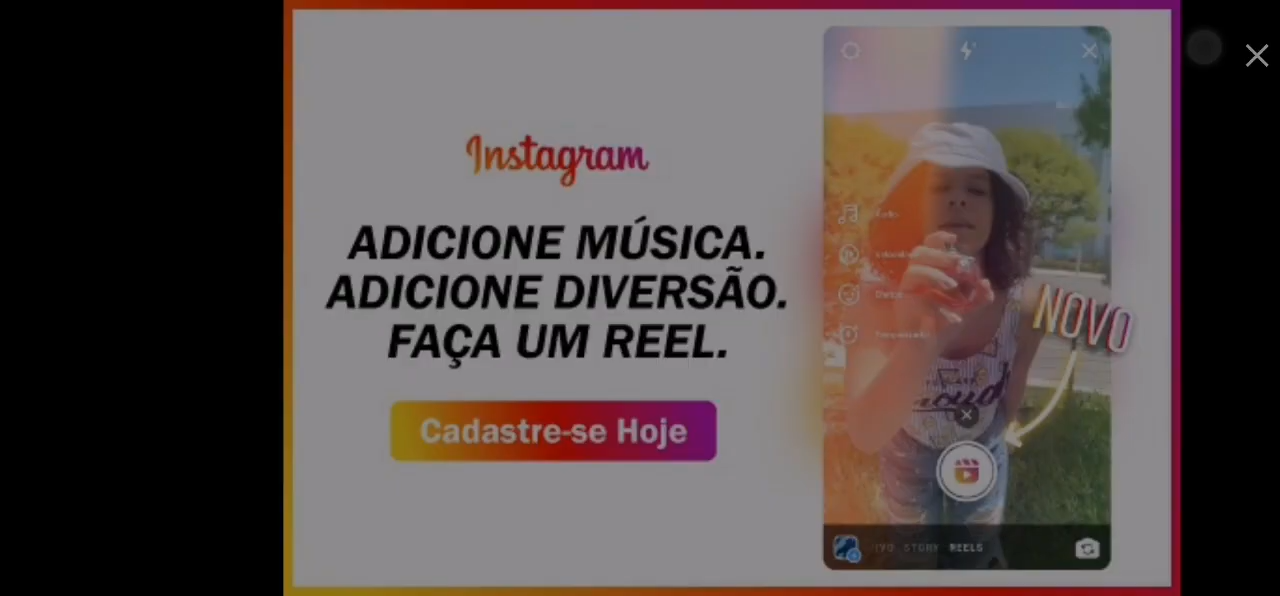 Instagram
ADICIONE MÚSICA.
ADICIONE DIVERSÃO.
FAÇA UM REEL.
Cadastre-se Hoje
NOVO
STORY REELS